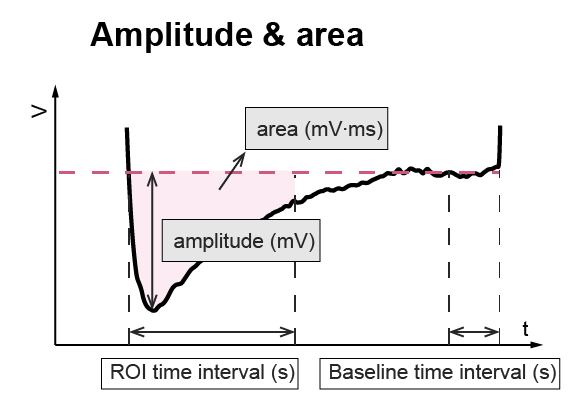 Amplitude & area
V
area (mV·ms)
amplitude (mV)
t
ROI time interval (s)
Baseline time interval (s)